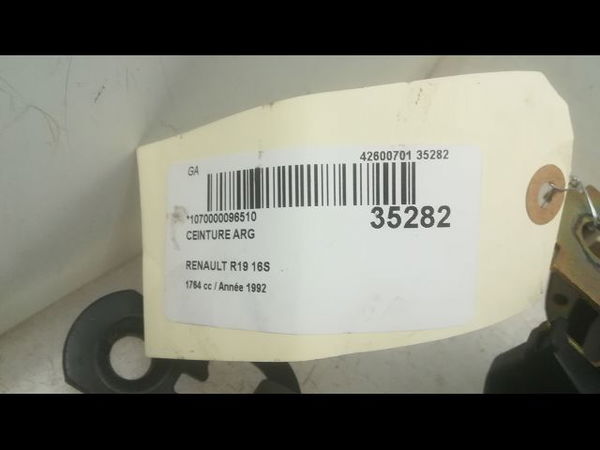 GA
42600701 35282
*1070000096510
35282
CEINTURE ARG
RENAULT R19 16S
1764 cc / Année 1992